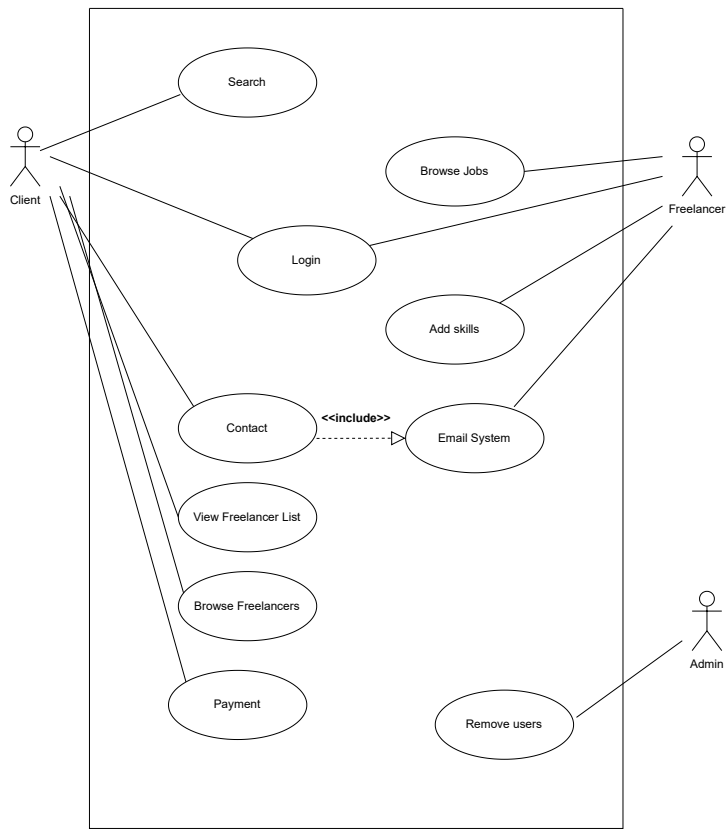 Search
Browse Jobs
Client
Freelancer
Login
Add skills
<<include>>
Contact
Email System
View Freelancer List
Browse Freelancers
Admin
Payment
Remove users